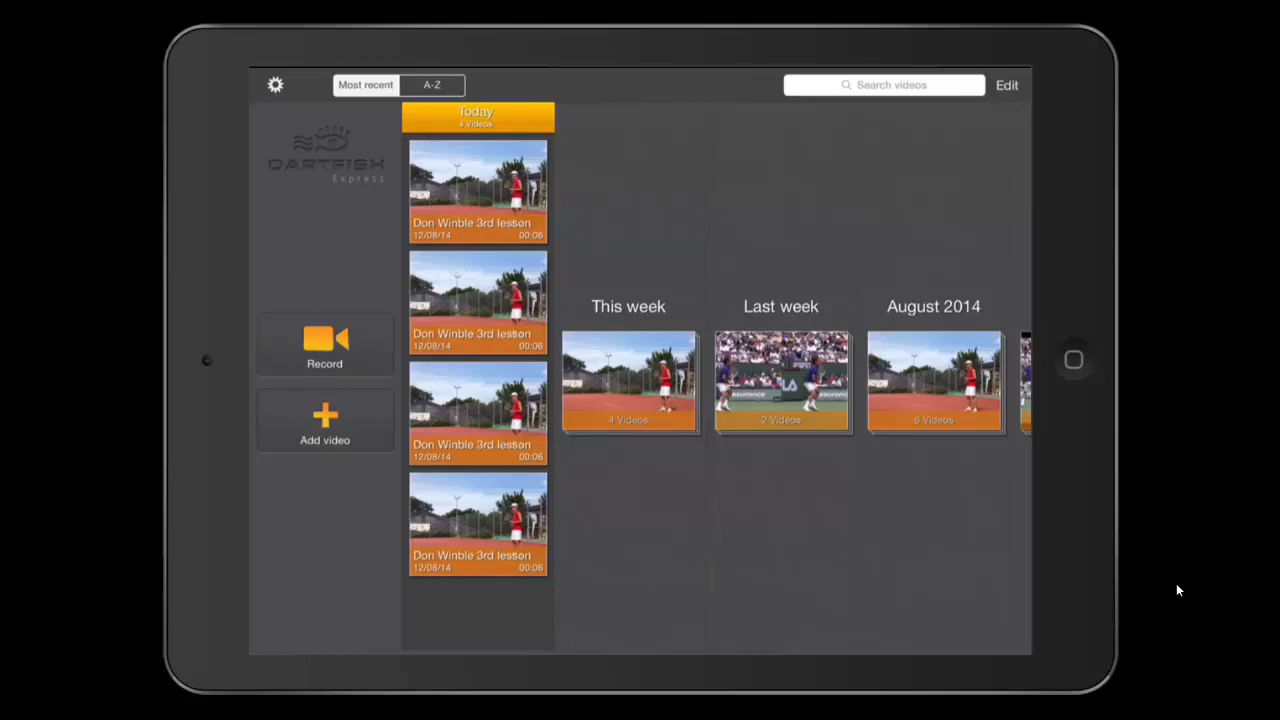 Most recent
A-Z
Search videos
Edit
DARTFISH
Express
Record
Add video
Today
4 Videos
Don Winble 3rd lesson
12/08/14 00:06
Don Winble 3rd lesson
12/08/14 00:06
Don Winble 3rd lesson
12/08/14 00:06
Don Winble 3rd lesson
12/08/14 00:06
This week
4 Videos
Last week
LA
esurance
esurance
2 Videos
August 2014
6 Videos